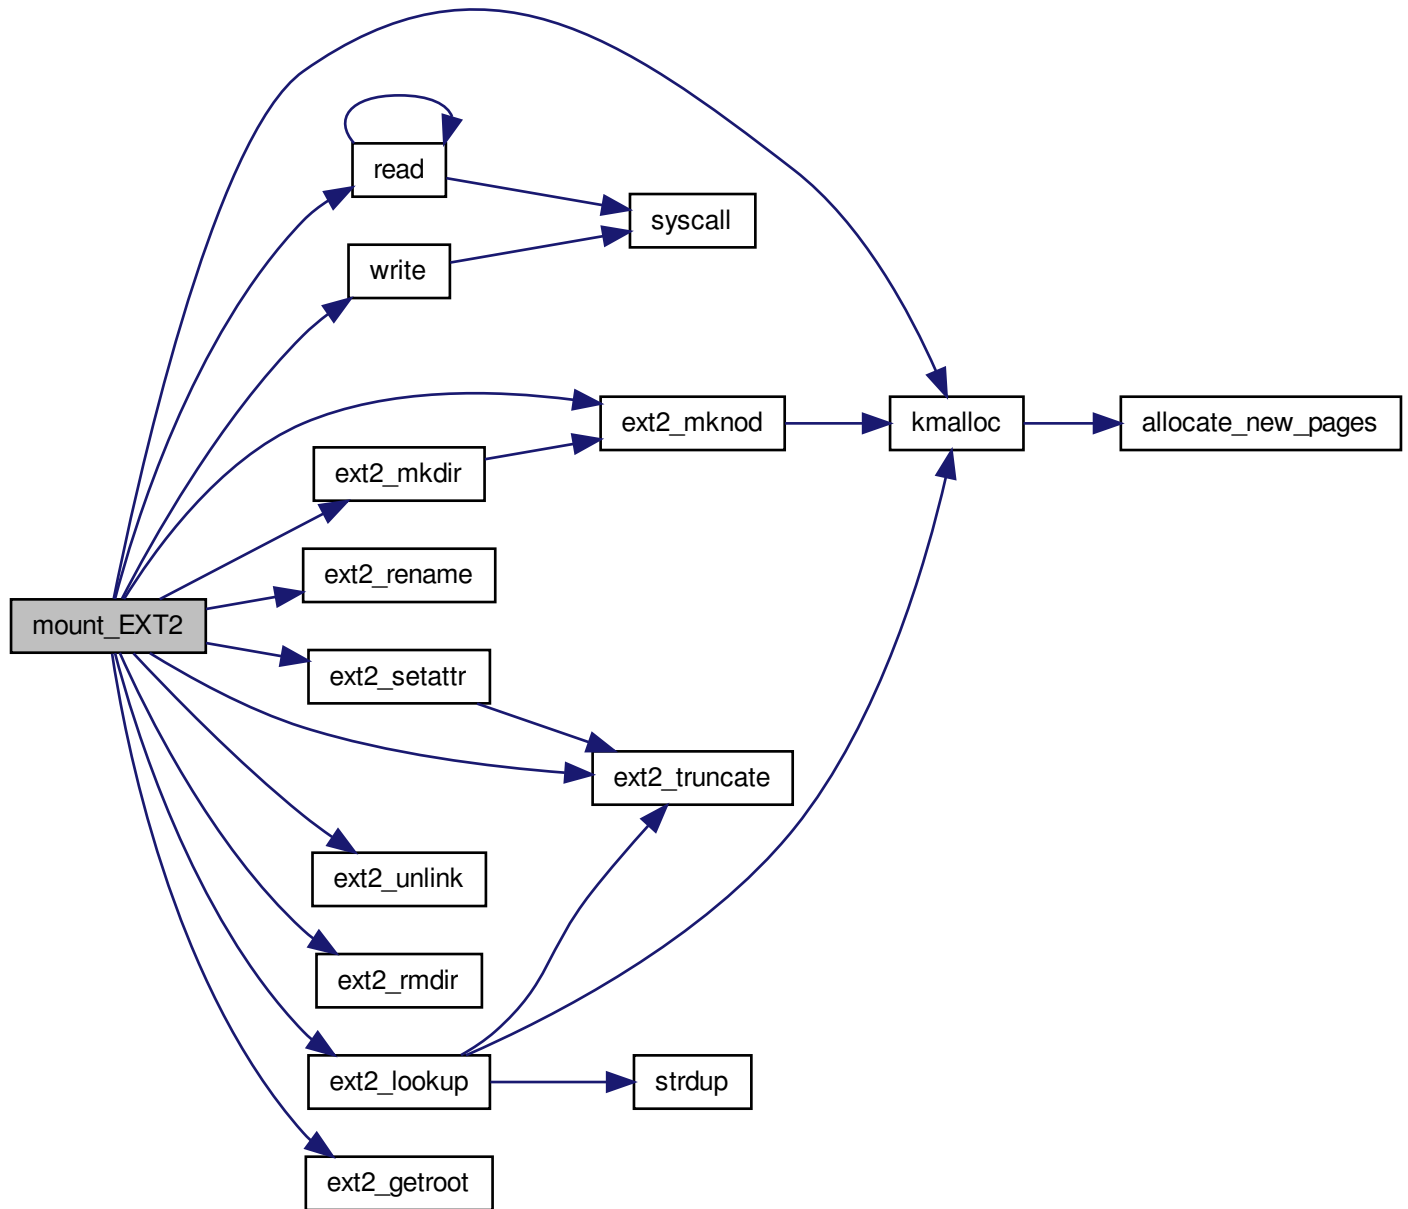 read
syscall
write
ext2_mknod
kmalloc
allocate_new_pages
ext2_mkdir
ext2_rename
mount_EXT2
ext2_setattr
ext2_truncate
ext2_unlink
ext2_rmdir
ext2_lookup
strdup
ext2_getroot